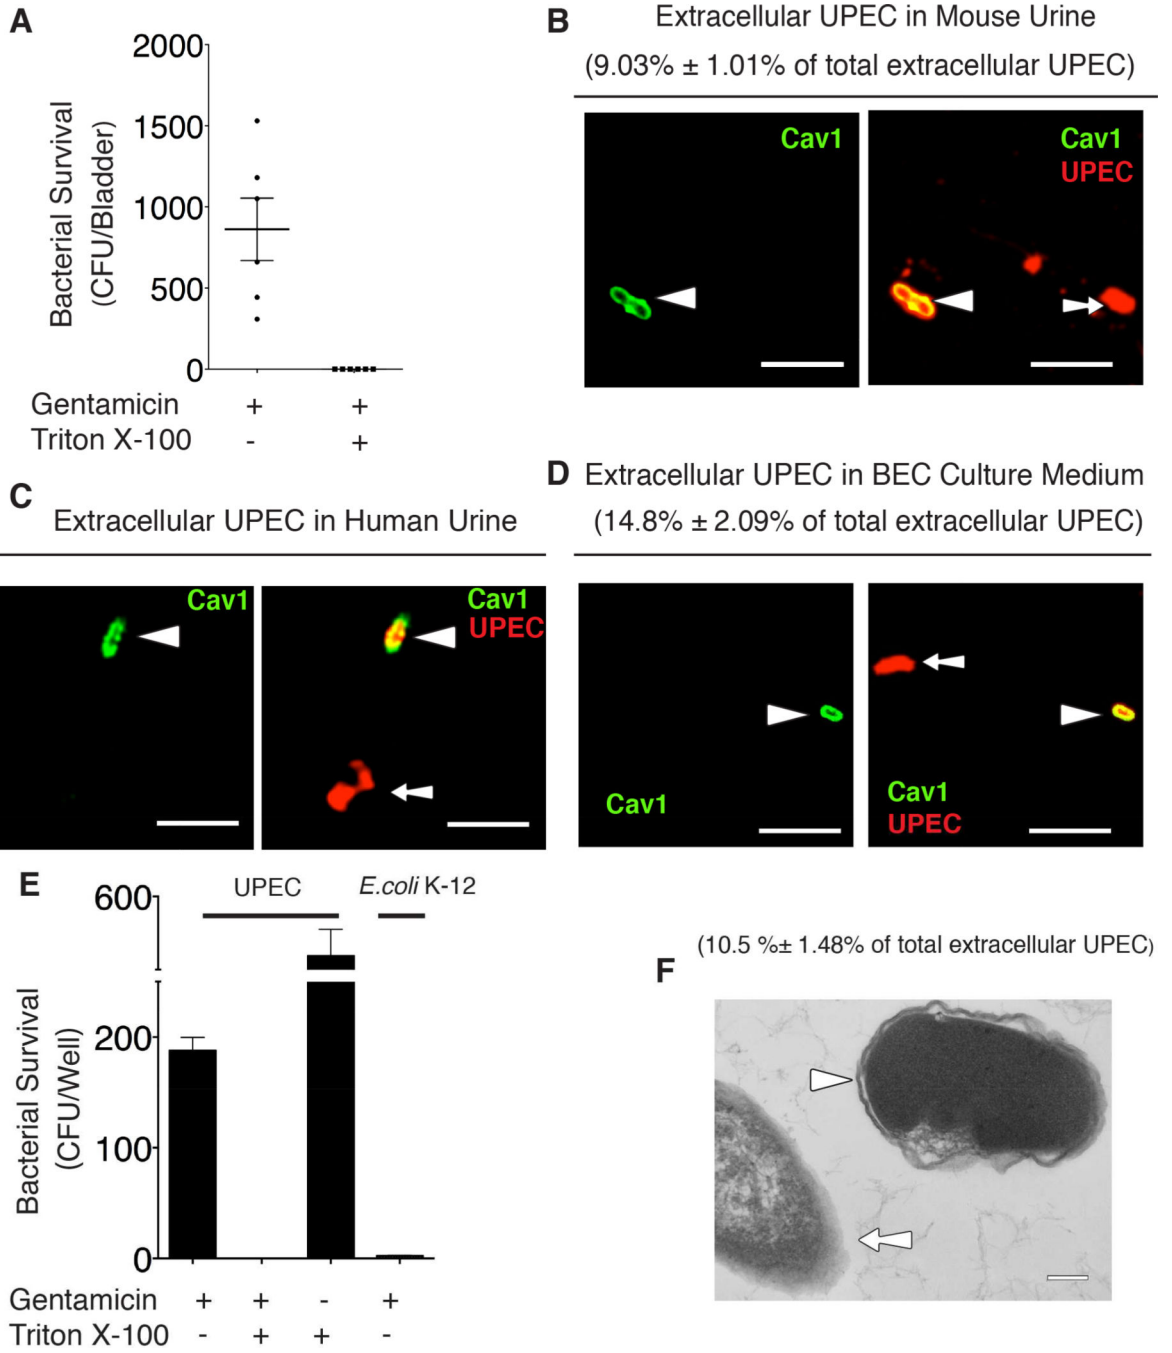 A
2000
1500
1000
500
0
Bacterial Survival
(CFU/Bladder)
Gentamicin + +
Triton X-100 - +
B
Extracellular UPEC in Mouse Urine
(9.03% ± 1.01% of total extracellular UPEC)
Cav1
Cav1
UPEC
C
Extracellular UPEC in Human Urine
Cav1
Cav1
UPEC
D
Extracellular UPEC in BEC Culture Medium
(14.8% ± 2.09% of total extracellular UPEC)
Cav1
Cav1
UPEC
E
UPEC
E.coli K-12
600
200
100
0
Bacterial Survival
(CFU/Well)
Gentamicin + + - +
Triton X-100 - + + -
(10.5 %± 1.48% of total extracellular UPEC)
F